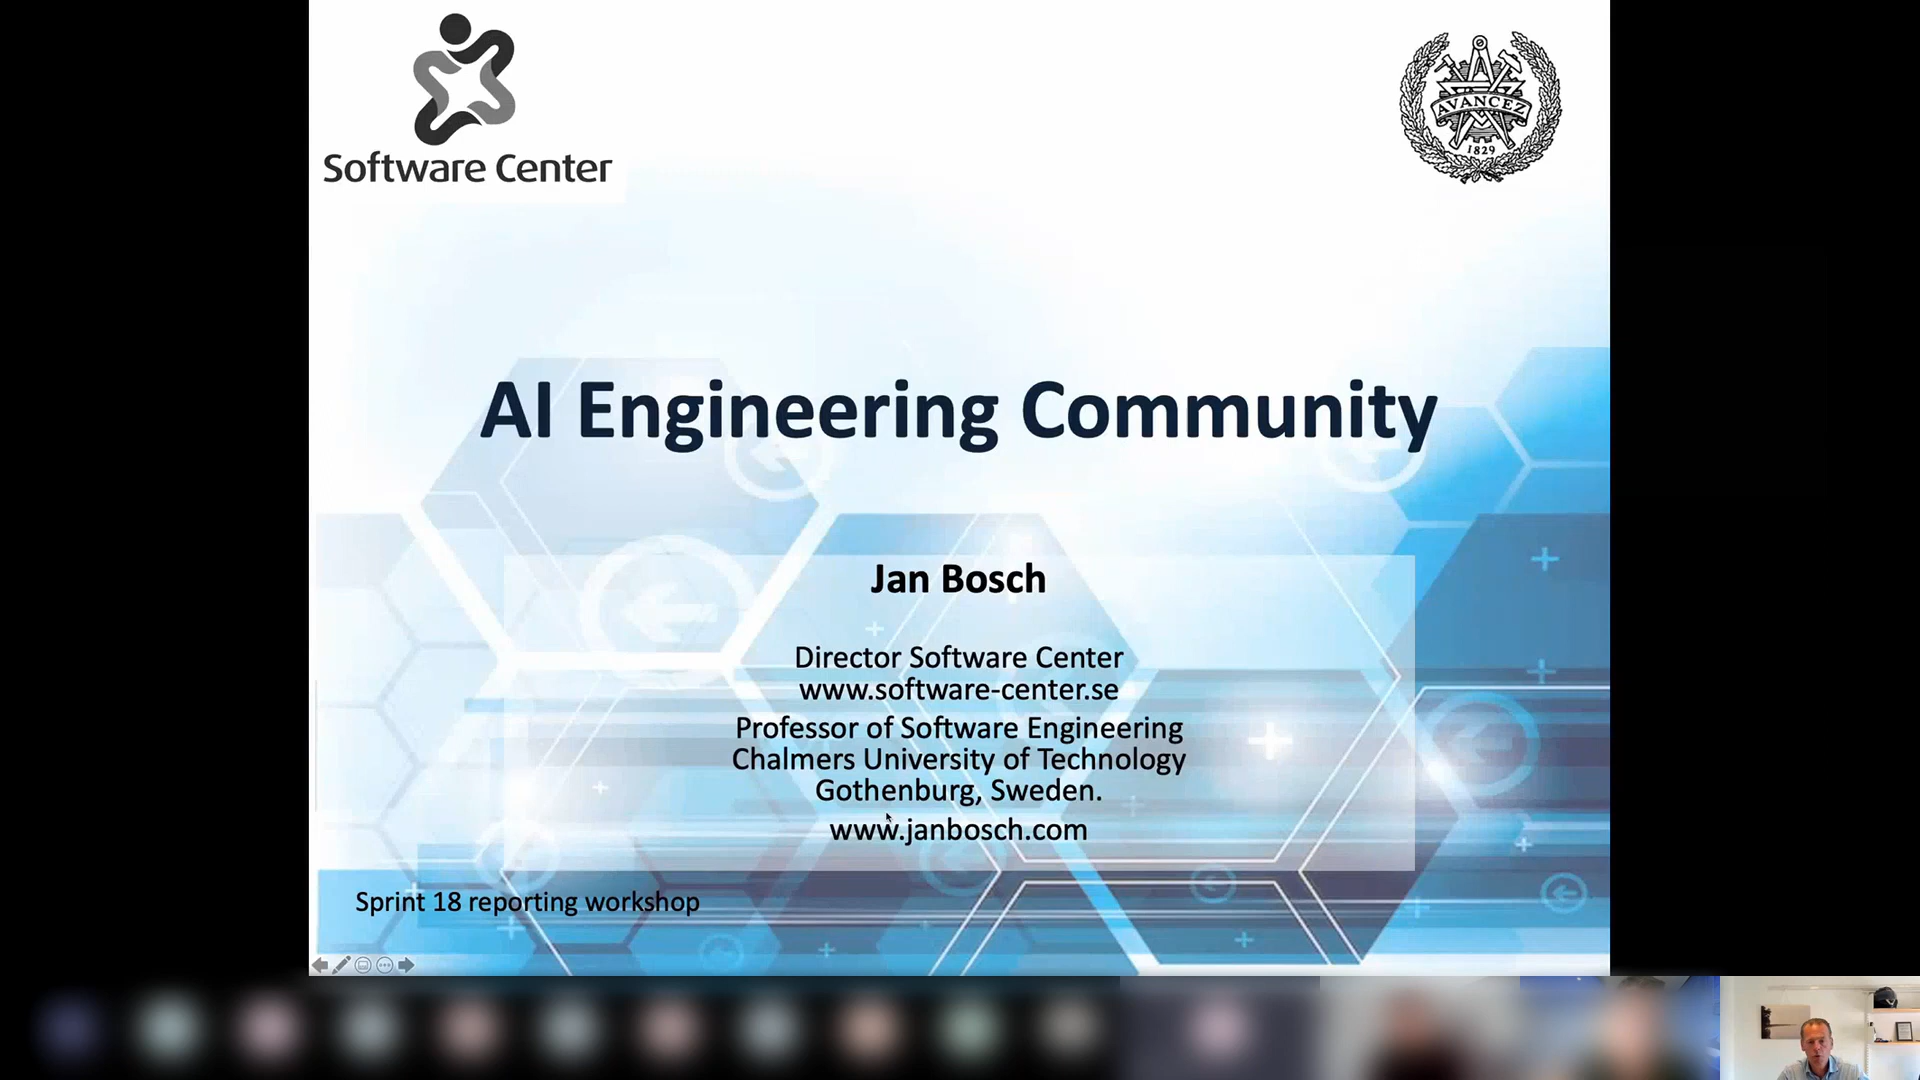 Software Center
AVANCEZ
1829
AI Engineering Community
Jan Bosch
Director Software Center
www.software-center.se
Professor of Software Engineering
Chalmers University of Technology
Gothenburg, Sweden.
www.janbosch.com
Sprint 18 reporting workshop